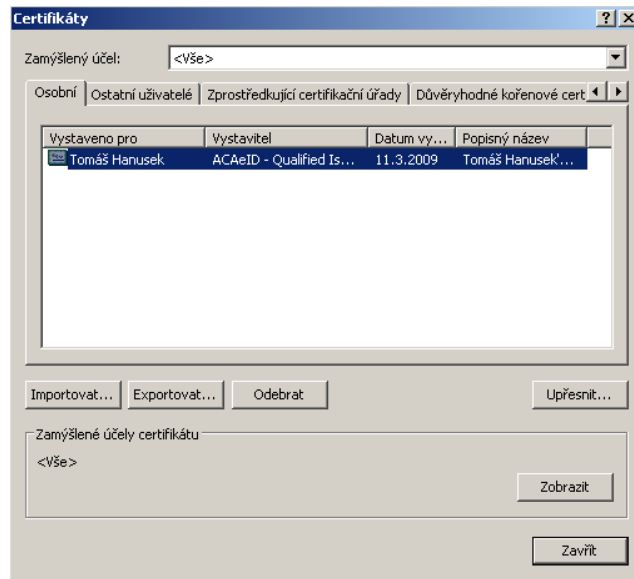 Certifikáty
Zamýšlený účel: <Vše>
Osobní Ostatní uživatelé Zprostředkující certifikační úřady Důvěryhodné kořenové cert
Vystaveno pro Vystavitel Datum vy... Popisný název
Tomáš Hanusek ACAeID - Qualified Is... 11.3.2009 Tomáš Hanusek'...
Importovat... Exportovat... Odebrat Upřesnit...
Zamýšlené účely certifikátu
<Vše>
Zobrazit
Zavřít